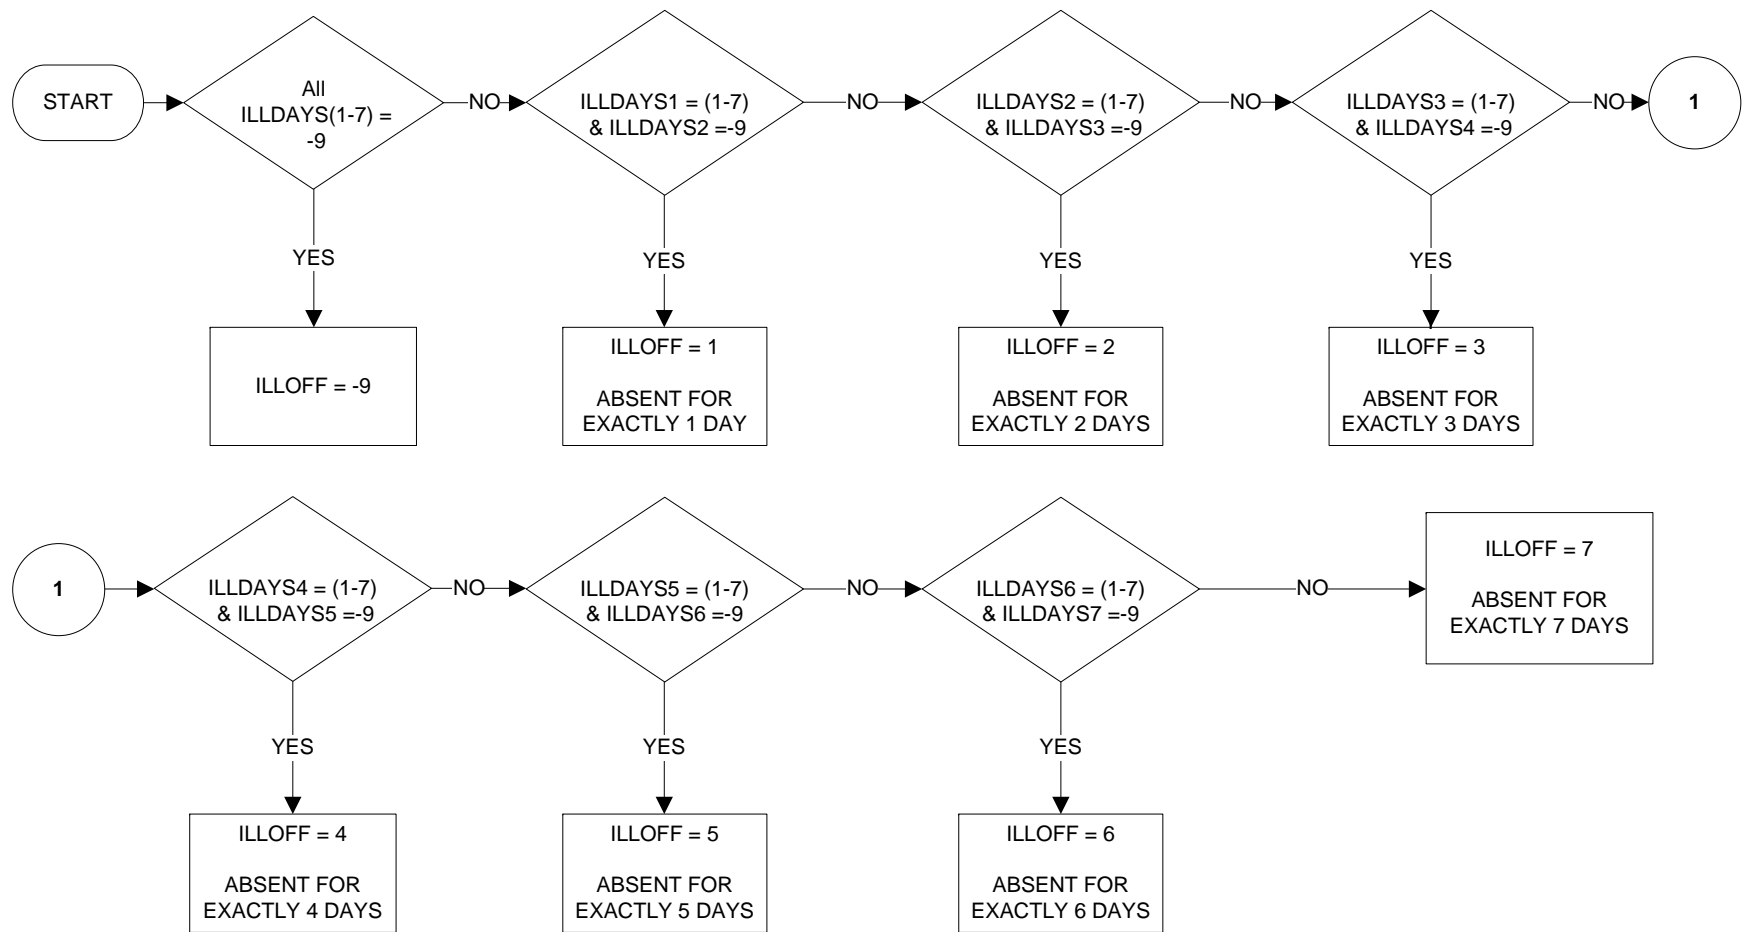 START
All
ILLDAYS(1-7) =
-9
NO
ILLDAYS1 = (1-7)
& ILLDAYS2 =-9
NO
ILLDAYS2 = (1-7)
& ILLDAYS3 =-9
NO
ILLDAYS3 = (1-7)
& ILLDAYS4 =-9
NO
1
YES
YES
YES
YES
ILLOFF = -9
ILLOFF = 1
ABSENT FOR
EXACTLY 1 DAY
ILLOFF = 2
ABSENT FOR
EXACTLY 2 DAYS
ILLOFF = 3
ABSENT FOR
EXACTLY 3 DAYS
1
ILLDAYS4 = (1-7)
& ILLDAYS5 =-9
NO
ILLDAYS5 = (1-7)
& ILLDAYS6 =-9
NO
ILLDAYS6 = (1-7)
& ILLDAYS7 =-9
NO
ILLOFF = 7
ABSENT FOR
EXACTLY 7 DAYS
YES
YES
YES
ILLOFF = 4
ABSENT FOR
EXACTLY 4 DAYS
ILLOFF = 5
ABSENT FOR
EXACTLY 5 DAYS
ILLOFF = 6
ABSENT FOR
EXACTLY 6 DAYS